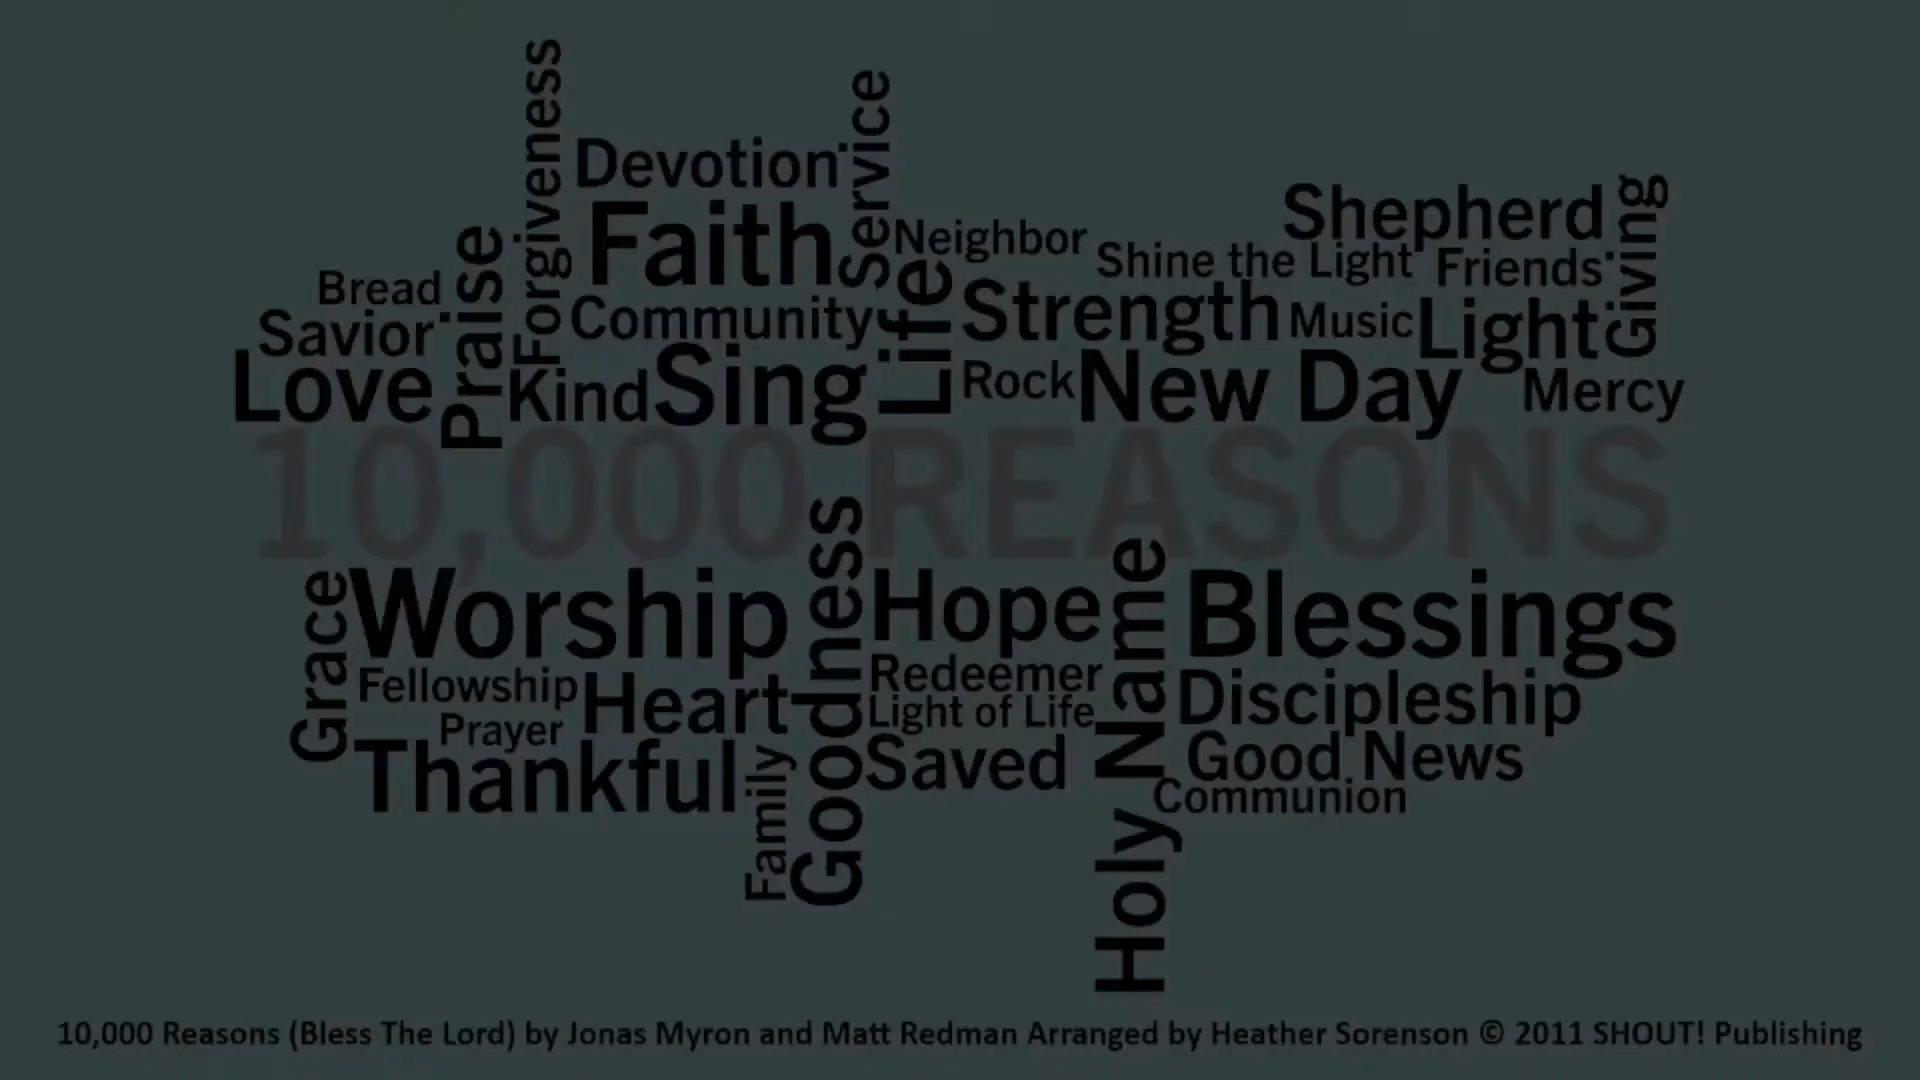 Forgiveness
Service
Devotion
Faith
Neighbor
Shepherd
Giving
Shine the Light
Friends
Bread
Praise
Life
Savior
Community
Strength
Music
Light
Love
Kind
Sing
Rock
New Day
Mercy
10,000 REASONS
Grace
Worship
Goodness
Hope
Holy Name
Blessings
Fellowship
Heart
Redeemer
Discipleship
Prayer
Light of Life
Thankful
Family
Saved
Good News
Communion
10,000 Reasons (Bless The Lord) by Jonas Myron and Matt Redman Arranged by Heather Sorenson © 2011 SHOUT! Publishing